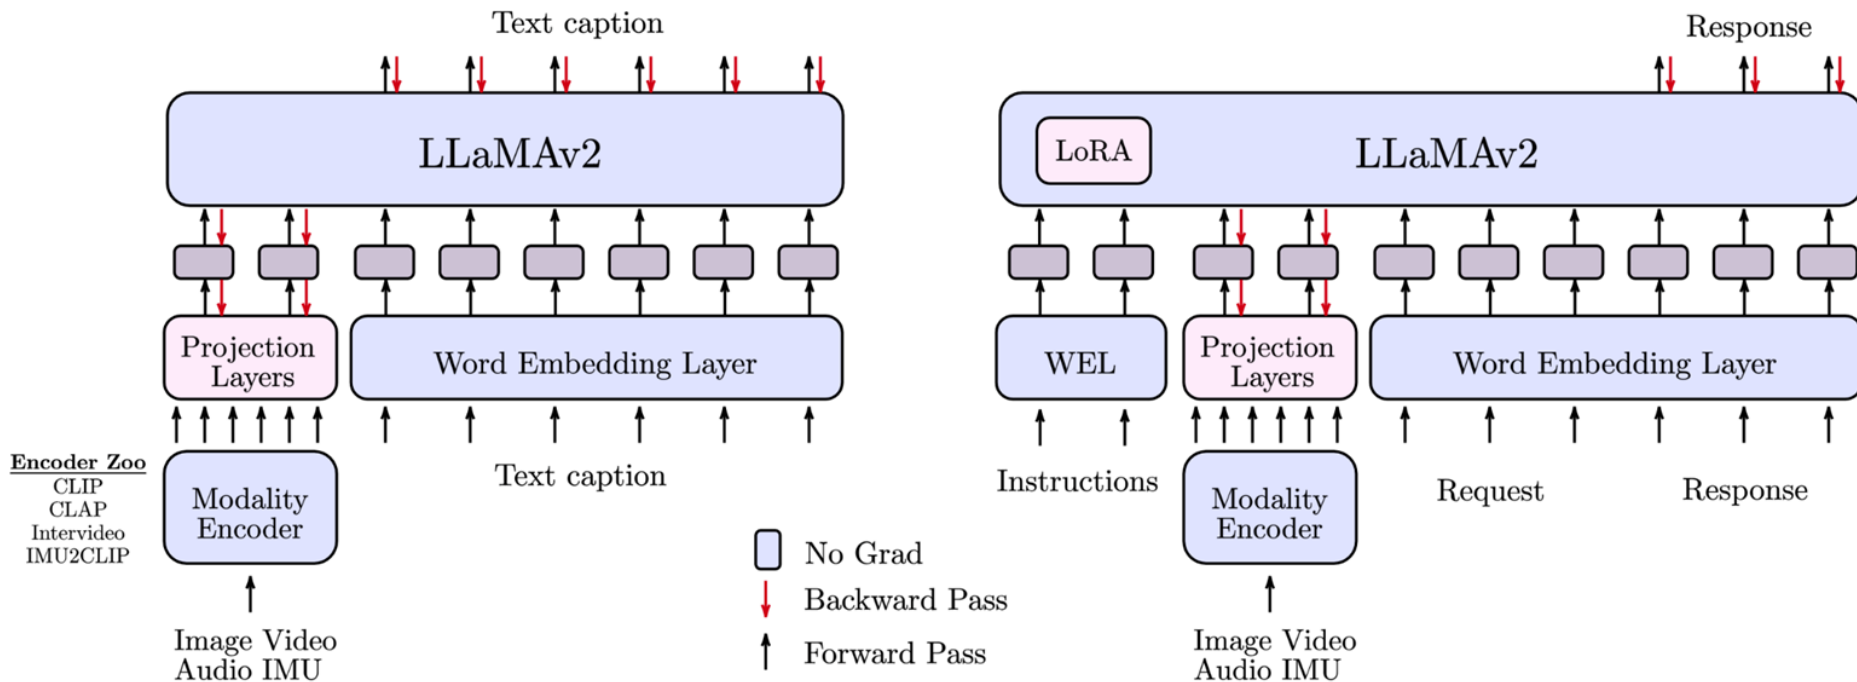 Text caption
LLaMAv2
Projection
Layers
Word Embedding Layer
Encoder Zoo
CLIP
CLAP
Intervideo
IMU2CLIP
Modality
Encoder
Text caption
Image Video
Audio IMU
No Grad
Backward Pass
Forward Pass
Response
LoRA
LLaMAv2
WEL
Projection
Layers
Word Embedding Layer
Instructions
Modality
Encoder
Request
Response
Image Video
Audio IMU